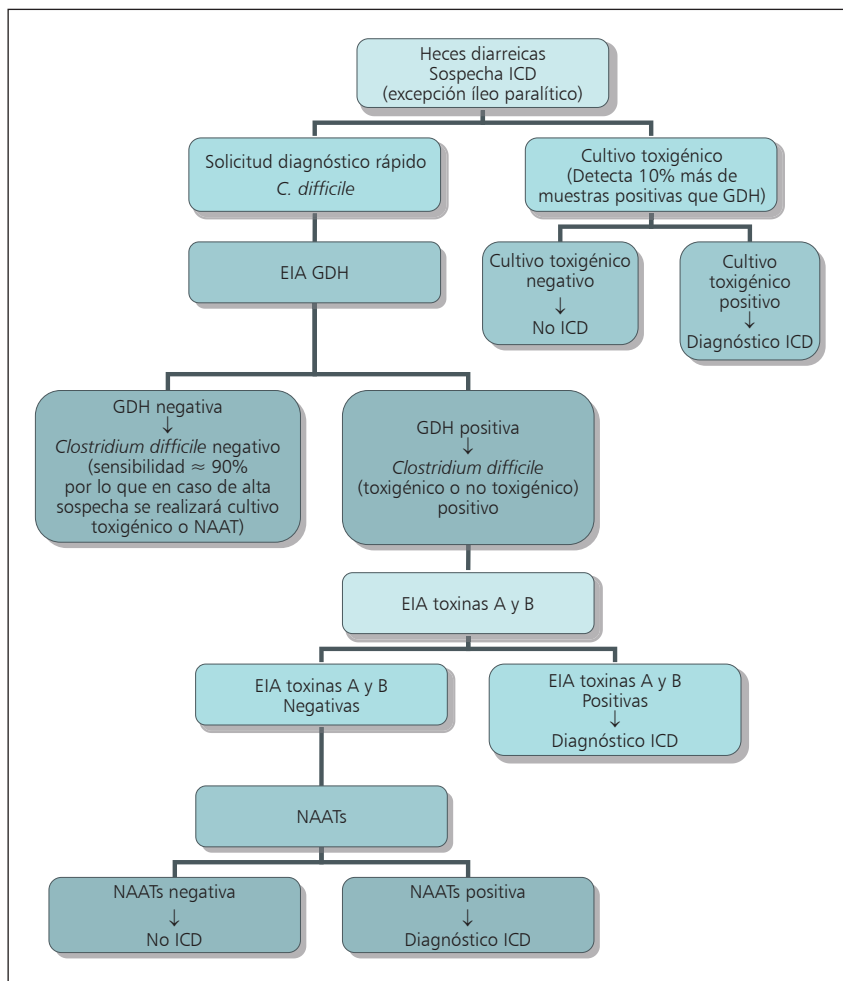 Heces diarreicas
Sospecha ICD
(excepción íleo paralítico)
Solicitud diagnóstico rápido
C. difficile
Cultivo toxigénico
(Detecta 10% más de
muestras positivas que GDH)
EIA GDH
Cultivo toxigénico
negativo
↓
No ICD
Cultivo
toxigénico
positivo
↓
Diagnóstico ICD
GDH negativa
↓
Clostridium difficile negativo
(sensibilidad ≈ 90%
por lo que en caso de alta
sospecha se realizará cultivo
toxigénico o NAAT)
GDH positiva
↓
Clostridium difficile
(toxigénico o no toxigénico)
positivo
EIA toxinas A y B
EIA toxinas A y B
Negativas
EIA toxinas A y B
Positivas
↓
Diagnóstico ICD
NAATs
NAATs negativa
↓
No ICD
NAATs positiva
↓
Diagnóstico ICD